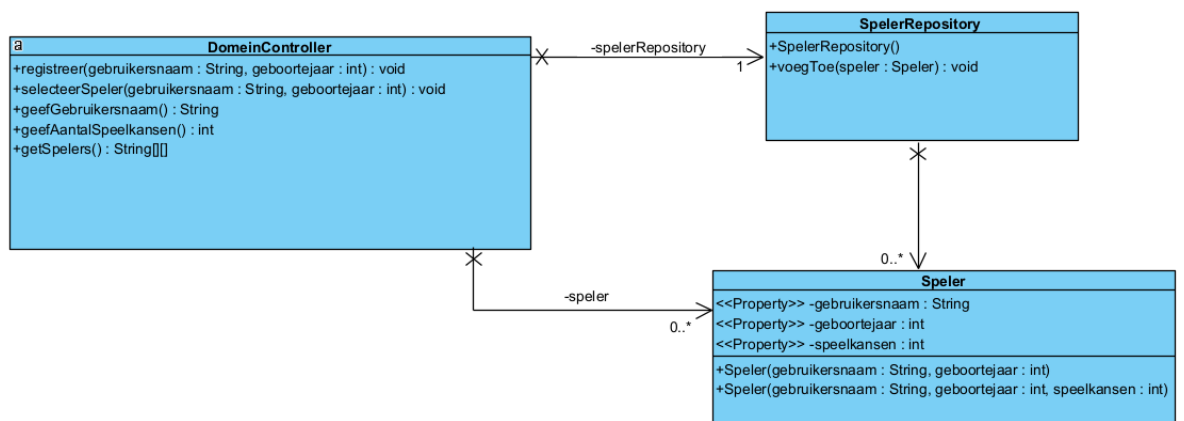 a
DomeinController
+registreer(gebruikersnaam : String, geboortejaar : int) : void
+selecteerSpeler(gebruikersnaam : String, geboortejaar : int) : void
+geefGebruikersnaam() : String
+geefAantalSpeelkansen() : int
+getSpelers() : String[][]
-spelerRepository
1
SpelerRepository
+SpelerRepository()
+voegToe(speler : Speler) : void
0..*
-speler
0..*
Speler
<<Property>> -gebruikersnaam : String
<<Property>> -geboortejaar : int
<<Property>> -speelkansen : int
+Speler(gebruikersnaam : String, geboortejaar : int)
+Speler(gebruikersnaam : String, geboortejaar : int, speelkansen : int)